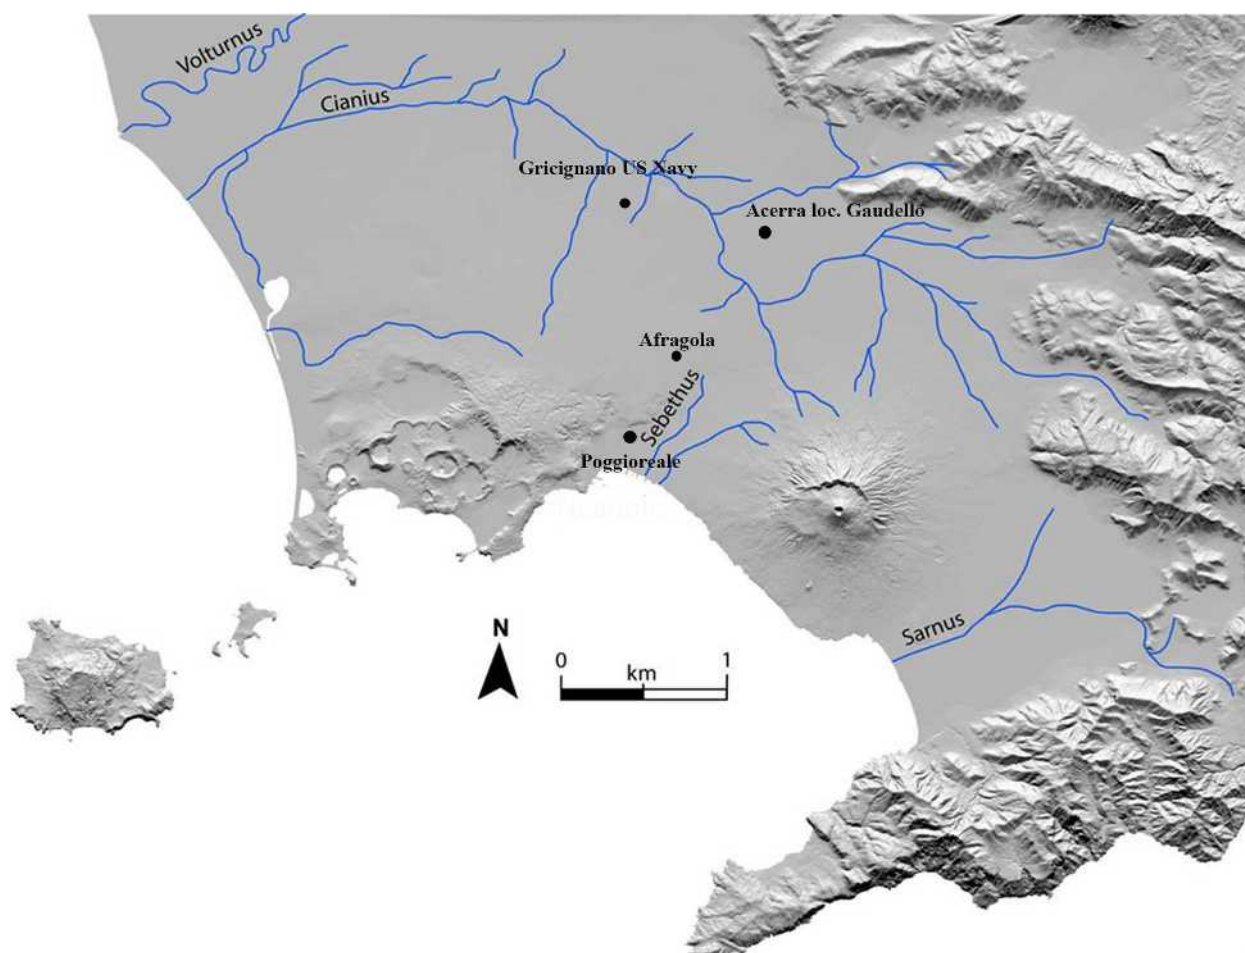 Volturnus
Cianius
Gricignano US Navy
Acerra loc. Gaudello
Afragola
Sebethus
Poggioreale
N
0 1
km
Sarnus